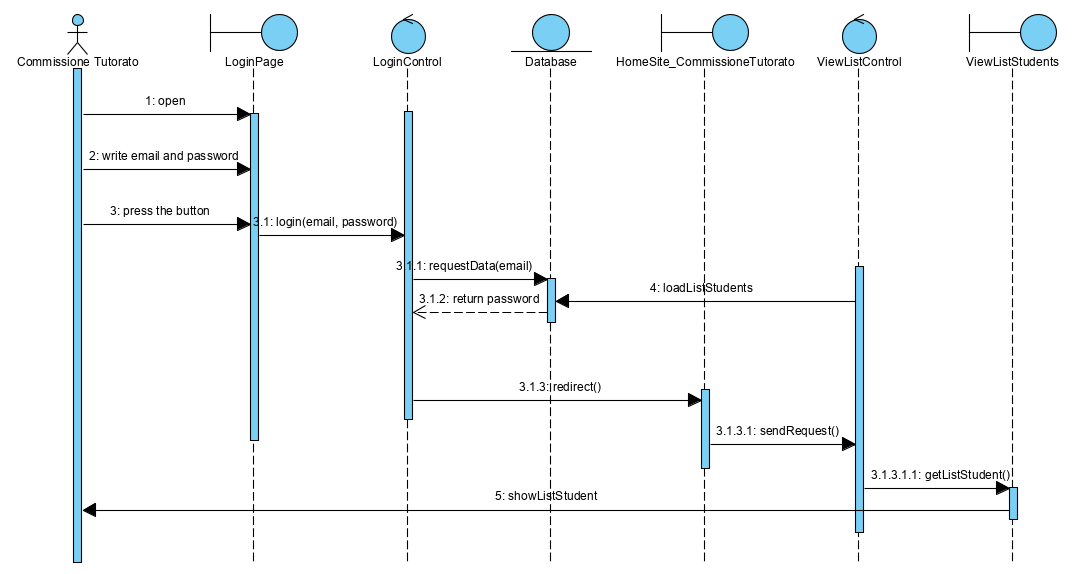 Commissione Tutorato
LoginPage
LoginControl
Database
HomeSite_CommissioneTutorato
ViewListControl
ViewListStudents
1: open
2: write email and password
3: press the button
3.1: login(email, password)
3.1.1: requestData(email)
4: loadListStudents
3.1.2: return password
3.1.3: redirect()
3.1.3.1: sendRequest()
3.1.3.1.1: getListStudent()
5: showListStudent